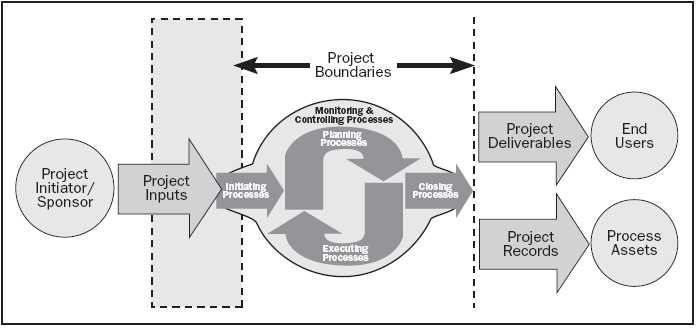 Project
Boundaries
Monitoring &
Controlling Processes
Planning
Processes
Project
Initiator/
Sponsor
Project
Inputs
Initiating
Processes
Closing
Processes
Executing
Processes
Project
Deliverables
End
Users
Project
Records
Process
Assets